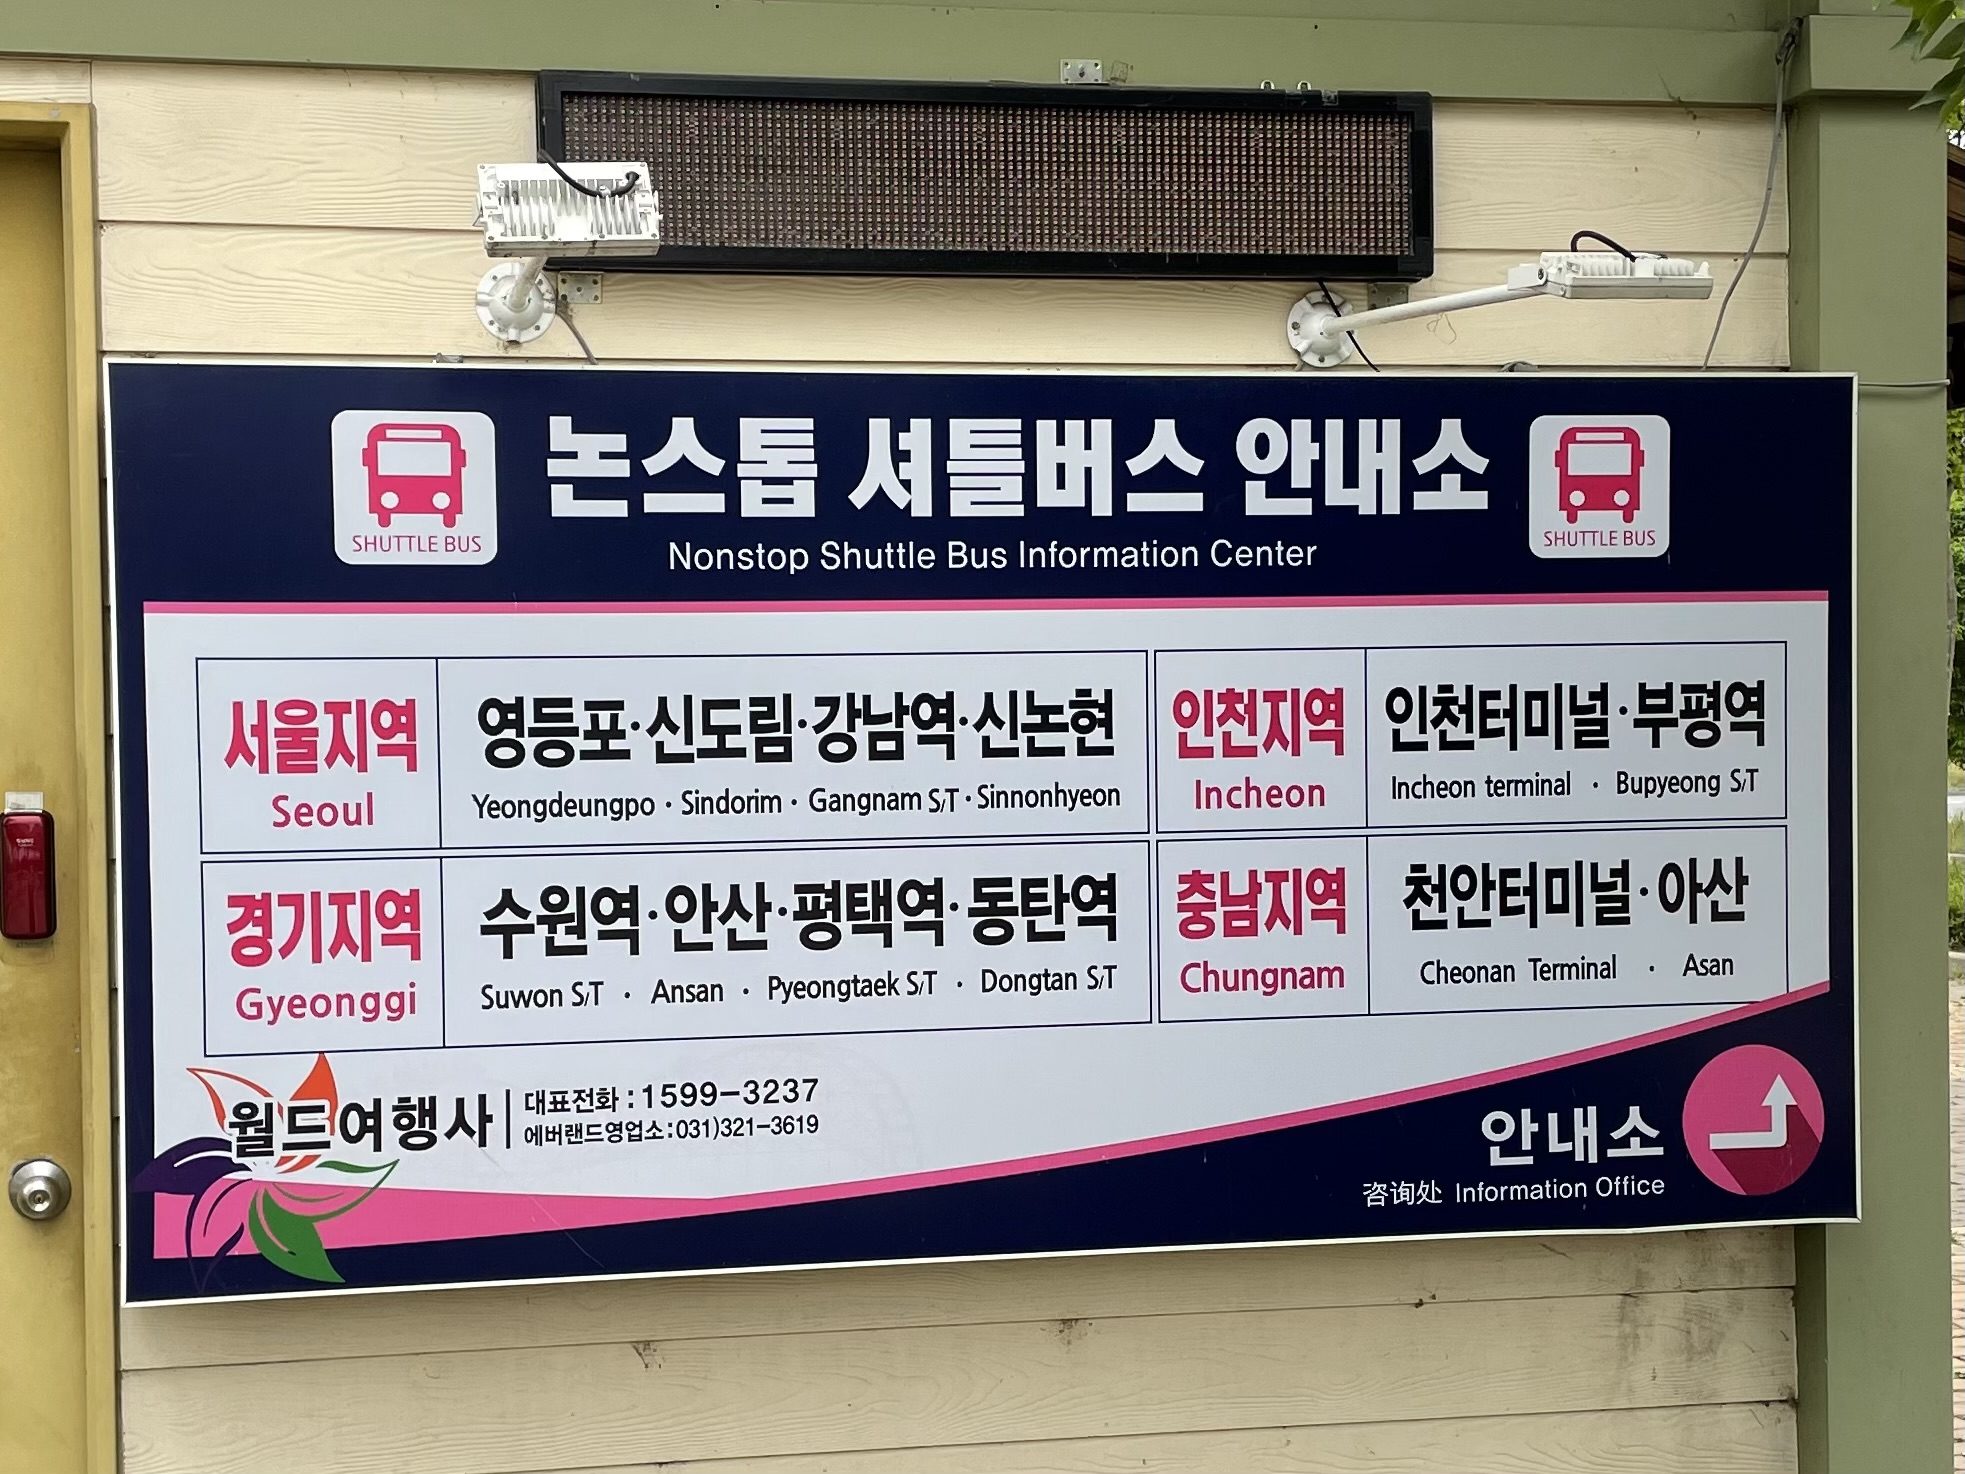 논스톱 셔틀버스 안내소
SHUTTLE BUS
SHUTTLE BUS
Nonstop Shuttle Bus Information Center
서울지역
Seoul
영등포·신도림·강남역·신논현
Yeongdeungpo · Sindorim · Gangnam S/T · Sinnonhyeon
인천지역
Incheon
인천터미널·부평역
Incheon terminal · Bupyeong S/T
경기지역
Gyeonggi
수원역·안산·평택역·동탄역
Suwon S/T · Ansan · Pyeongtaek S/T · Dongtan S/T
충남지역
Chungnam
천안터미널·아산
Cheonan Terminal · Asan
월드여행사
대표전화 : 1599-3237
에버랜드영업소:031)321-3619
안내소
咨询处 Information Office